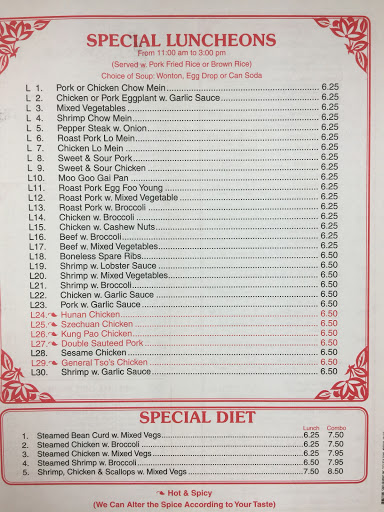 SPECIAL LUNCHEONS
From 11:00 am to 3:00 pm
(Served w. Pork Fried Rice or Brown Rice)
Choice of Soup: Wonton, Egg Drop or Can Soda
L 1. Pork or Chicken Chow Mein 6.25
L 2. Chicken or Pork Eggplant w. Garlic Sauce 6.25
L 3. Mixed Vegetables 6.25
L 4. Shrimp Chow Mein 6.25
L 5. Pepper Steak w. Onion 6.25
L 6. Roast Pork Lo Mein 6.25
L 7. Chicken Lo Mein 6.25
L 8. Sweet & Sour Pork 6.25
L 9. Sweet & Sour Chicken 6.25
L10. Moo Goo Gai Pan 6.25
L11. Roast Pork Egg Foo Young 6.25
L12. Roast Pork w. Mixed Vegetable 6.25
L13. Roast Pork w. Broccoli 6.25
L14. Chicken w. Broccoli 6.25
L15. Chicken w. Cashew Nuts 6.25
L16. Beef w. Broccoli 6.25
L17. Beef w. Mixed Vegetables 6.25
L18. Boneless Spare Ribs 6.50
L19. Shrimp w. Lobster Sauce 6.50
L20. Shrimp w. Mixed Vegetables 6.50
L21. Shrimp w. Broccoli 6.50
L22. Chicken w. Garlic Sauce 6.50
L23. Pork w. Garlic Sauce 6.50
L24. Hunan Chicken 6.50
L25. Szechuan Chicken 6.50
L26. Kung Pao Chicken 6.50
L27. Double Sauteed Pork 6.50
L28. Sesame Chicken 6.50
L29. General Tso's Chicken 6.50
L30. Shrimp w. Garlic Sauce 6.50
SPECIAL DIET
Lunch Combo
1. Steamed Bean Curd w. Mixed Vegs 6.25 7.50
2. Steamed Chicken w. Broccoli 6.25 7.50
3. Steamed Chicken w. Mixed Vegs 6.25 7.95
4. Steamed Shrimp w. Broccoli 6.50 7.95
5. Shrimp, Chicken & Scallops w. Mixed Vegs 7.50 8.50
Hot & Spicy
(We Can Alter the Spice According to Your Taste)